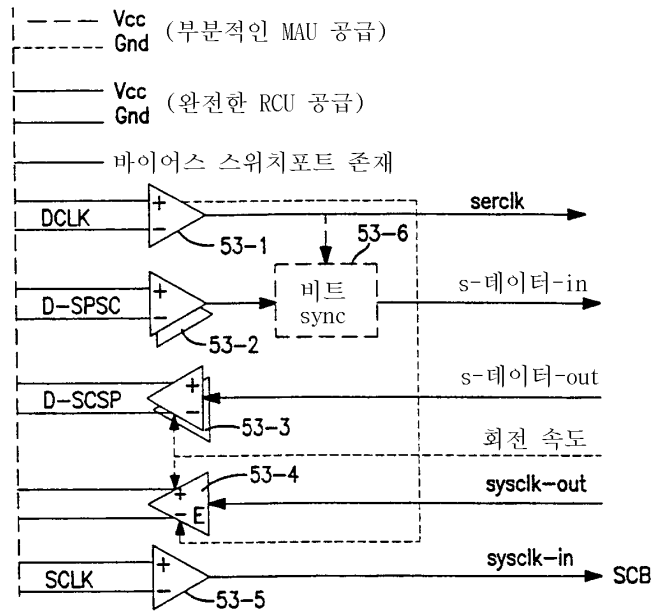 Vcc
Gnd (부분적인 MAU 공급)
Vcc
Gnd (완전한 RCU 공급)
바이어스 스위치포트 존재
+
DCLK
−
53-1
serclk
53-6
+
D-SPSC
−
53-2
비트
sync
s-데이터-in
+
D-SCSP
−
53-3
s-데이터-out
회전 속도
53-4
+
− E
sysclk-out
+
SCLK
−
53-5
sysclk-in
SCB